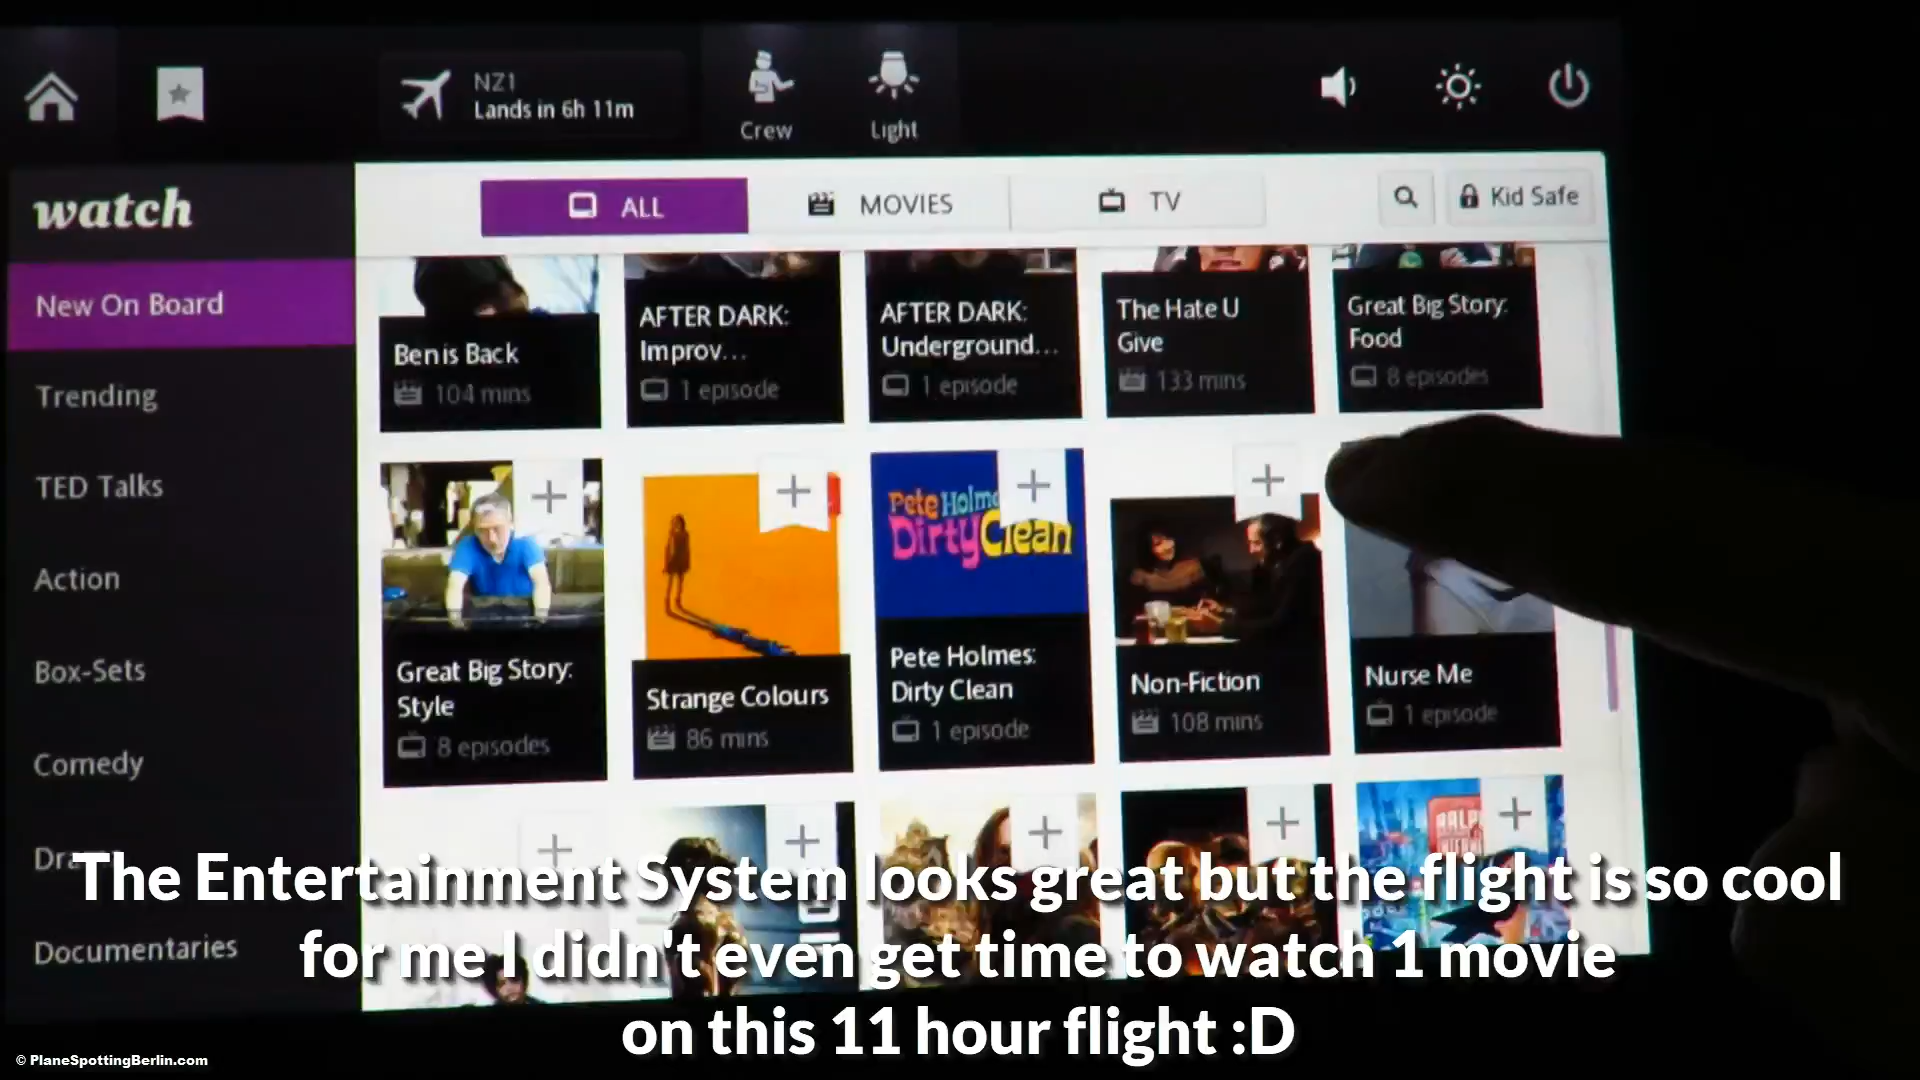 NZ1
Lands in 6h 11m
Crew
Light
watch
ALL
MOVIES
TV
Kid Safe
New On Board
Trending
TED Talks
Action
Box-Sets
Comedy
Documentaries
Ben is Back
104 mins
AFTER DARK:
Improv...
1 episode
AFTER DARK:
Underground...
1 episode
The Hate U
Give
133 mins
Great Big Story:
Food
8 episodes
Great Big Story:
Style
8 episodes
Strange Colours
86 mins
Pete Holmes
Dirty Clean
Pete Holmes:
Dirty Clean
1 episode
Non-Fiction
108 mins
Nurse Me
1 episode
RALPH
The Entertainment System looks great but the flight is so cool
for me I didn't even get time to watch 1 movie
on this 11 hour flight :D
© PlaneSpottingBerlin.com